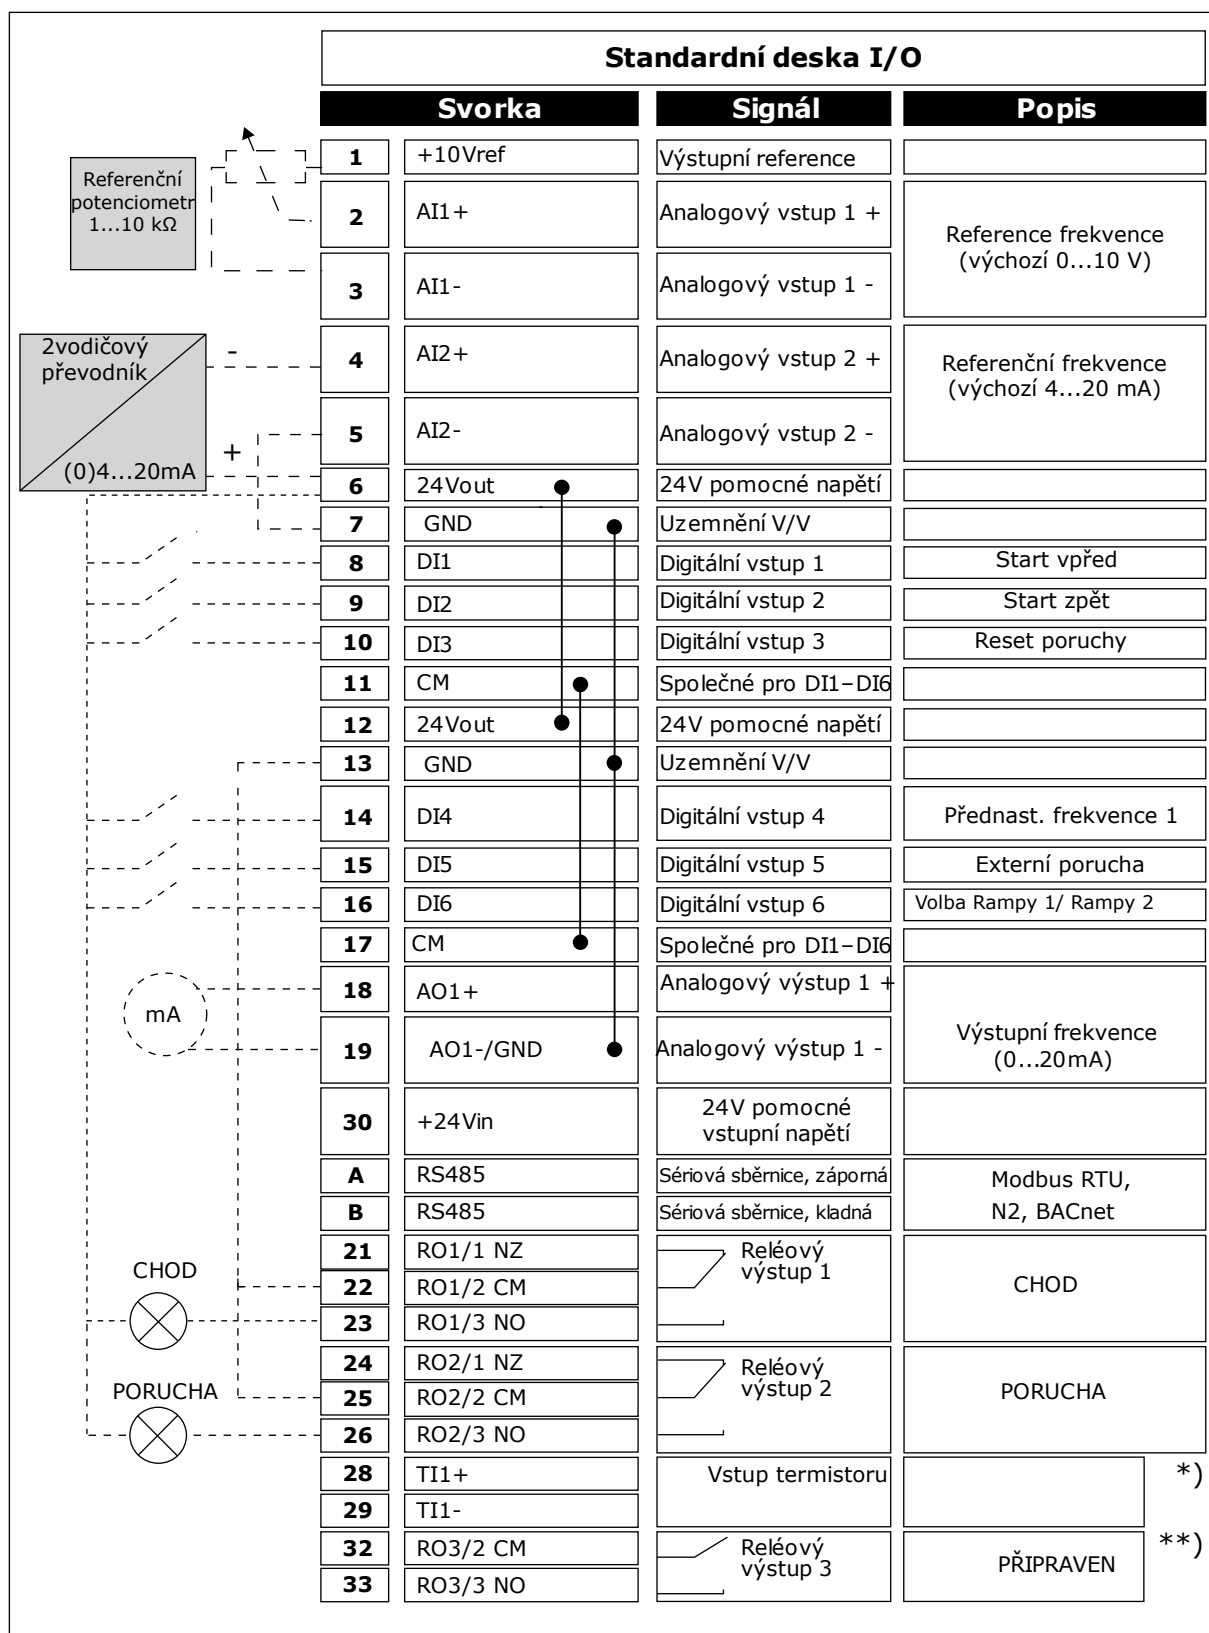 Standardní deska I/O
Svorka Signál Popis
Referenční
potenciometr
1...10 kΩ
1 +10Vref Výstupní reference
2 AI1+ Analogový vstup 1 +
Reference frekvence
(výchozí 0...10 V)
3 AI1- Analogový vstup 1 -
2vodičový
převodník
-
+
(0)4...20mA
4 AI2+ Analogový vstup 2 +
Referenční frekvence
(výchozí 4...20 mA)
5 AI2- Analogový vstup 2 -
6 24Vout 24V pomocné napětí
7 GND Uzemnění V/V
8 DI1 Digitální vstup 1 Start vpřed
9 DI2 Digitální vstup 2 Start zpět
10 DI3 Digitální vstup 3 Reset poruchy
11 CM Společné pro DI1–DI6
12 24Vout 24V pomocné napětí
13 GND Uzemnění V/V
14 DI4 Digitální vstup 4 Přednast. frekvence 1
15 DI5 Digitální vstup 5 Externí porucha
16 DI6 Digitální vstup 6 Volba Rampy 1/ Rampy 2
17 CM Společné pro DI1–DI6
mA
18 AO1+ Analogový výstup 1 +
Výstupní frekvence
(0...20mA)
19 AO1-/GND Analogový výstup 1 -
30 +24Vin 24V pomocné
vstupní napětí
A RS485 Sériová sběrnice, záporná
Modbus RTU,
B RS485 Sériová sběrnice, kladná
N2, BACnet
21 RO1/1 NZ Reléový
výstup 1
CHOD
22 RO1/2 CM CHOD
23 RO1/3 NO
24 RO2/1 NZ Reléový
výstup 2
PORUCHA
25 RO2/2 CM PORUCHA
26 RO2/3 NO
28 TI1+ Vstup termistoru *)
29 TI1-
32 RO3/2 CM Reléový
výstup 3
PŘIPRAVEN **)
33 RO3/3 NO